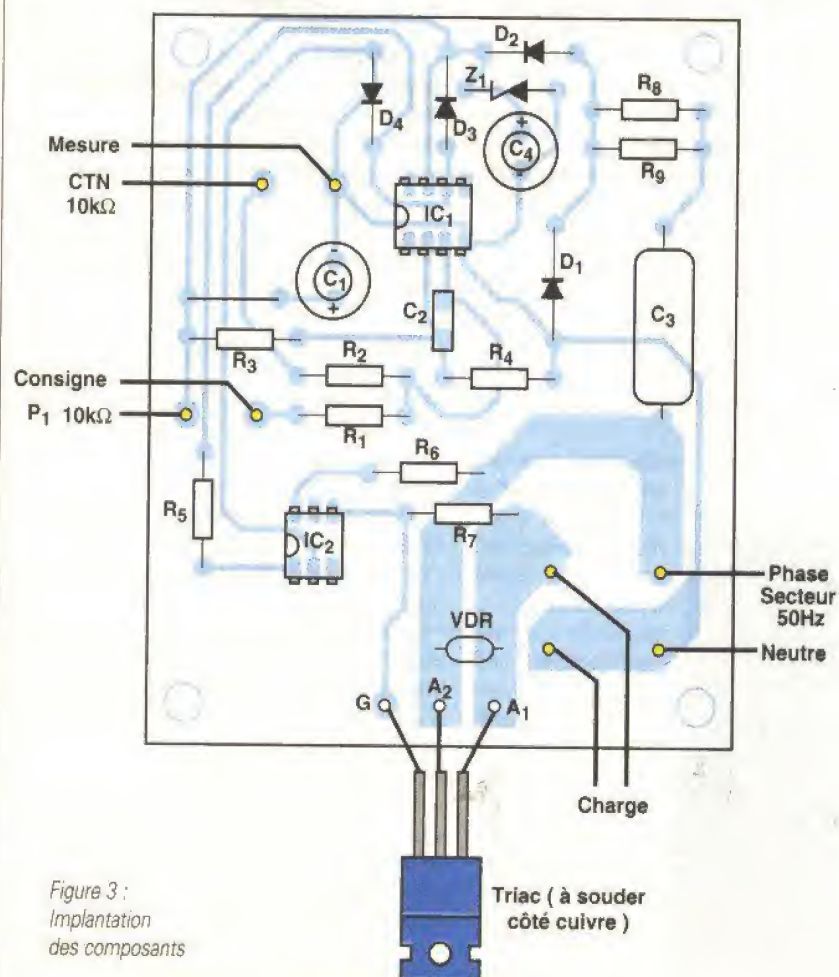 D2
Z1
R8
D4
D3
C4
R9
Mesure
CTN
10kΩ
IC1
D1
C1
C2
C3
R3
R2
R4
Consigne
P1 10kΩ
R1
R6
R5
IC2
R7
Phase
Secteur
50Hz
VDR
Neutre
G
A2
A1
Charge
Figure 3 :
Implantation
des composants
Triac ( à souder
côté cuivre )